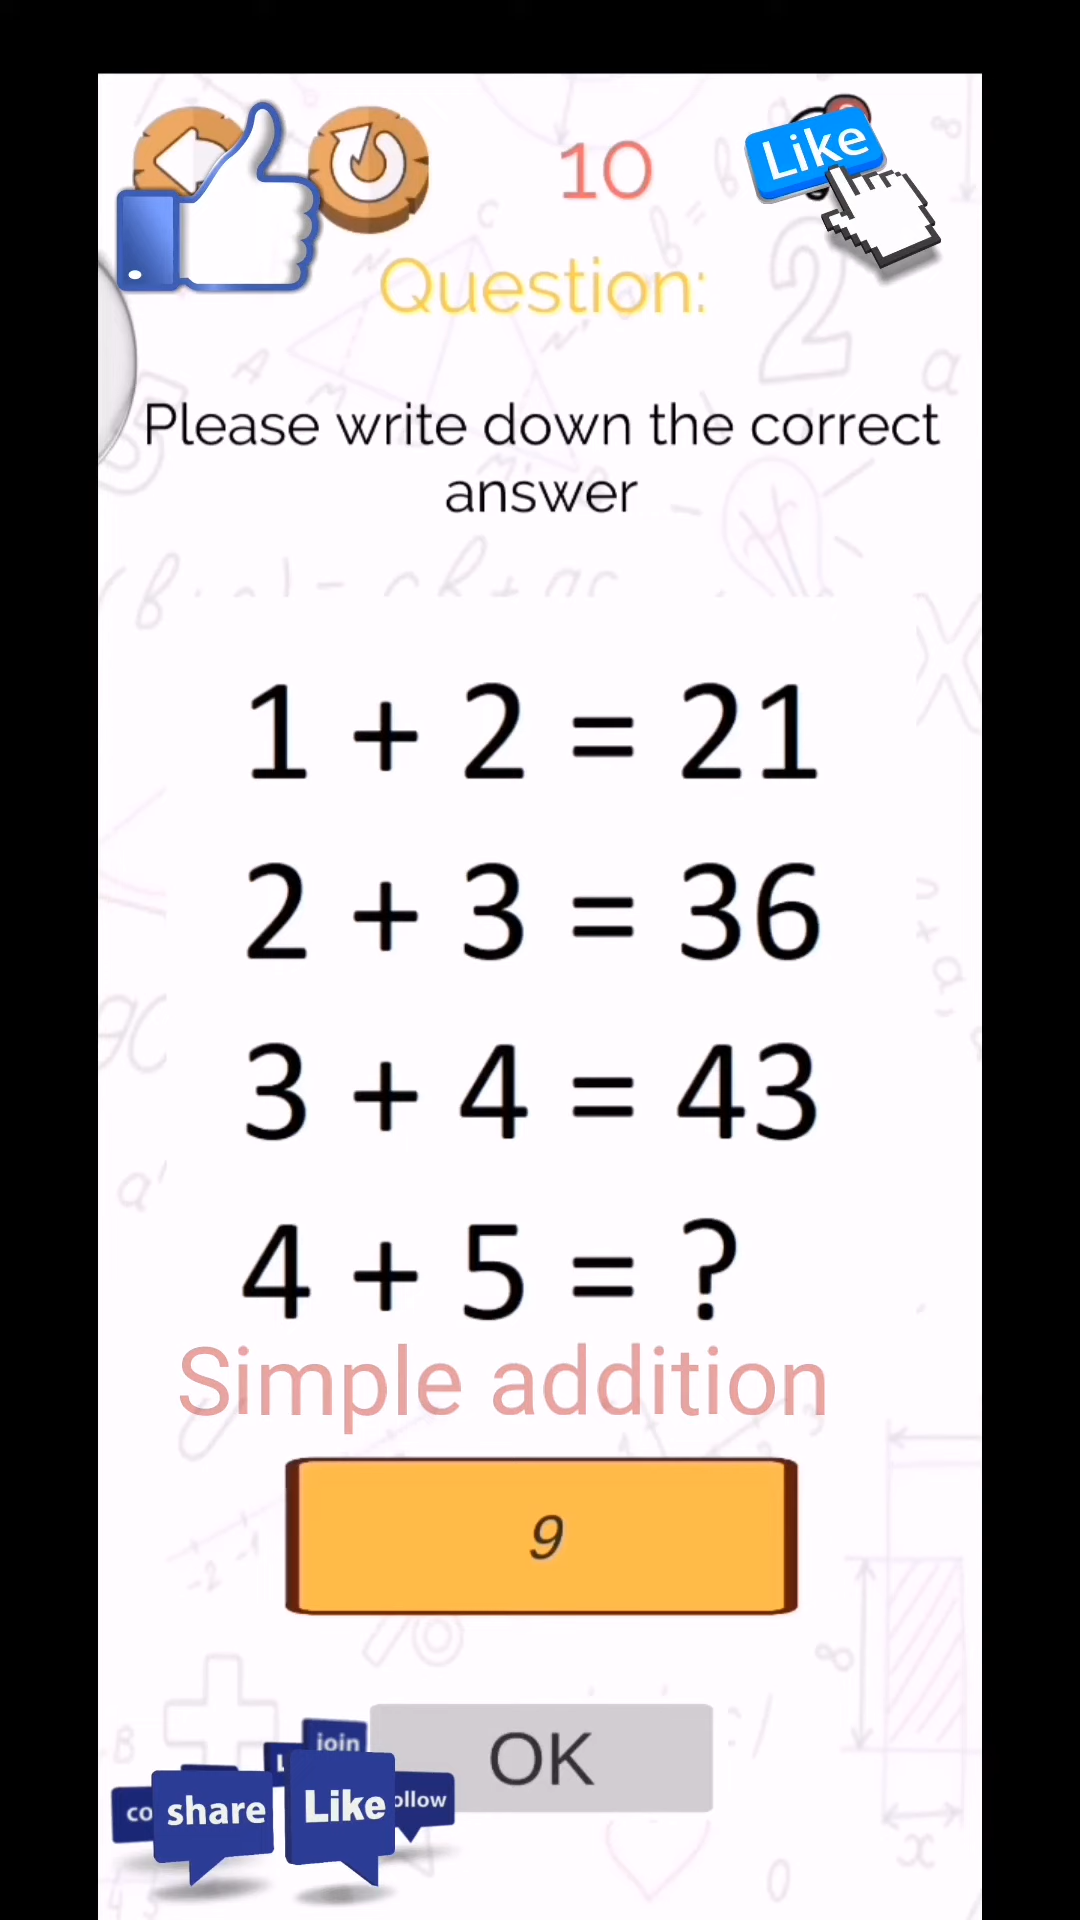 10
Like
Question:
Please write down the correct
answer
1 + 2 = 21
2 + 3 = 36
3 + 4 = 43
4 + 5 = ?
Simple addition
9
OK
join
share
Like